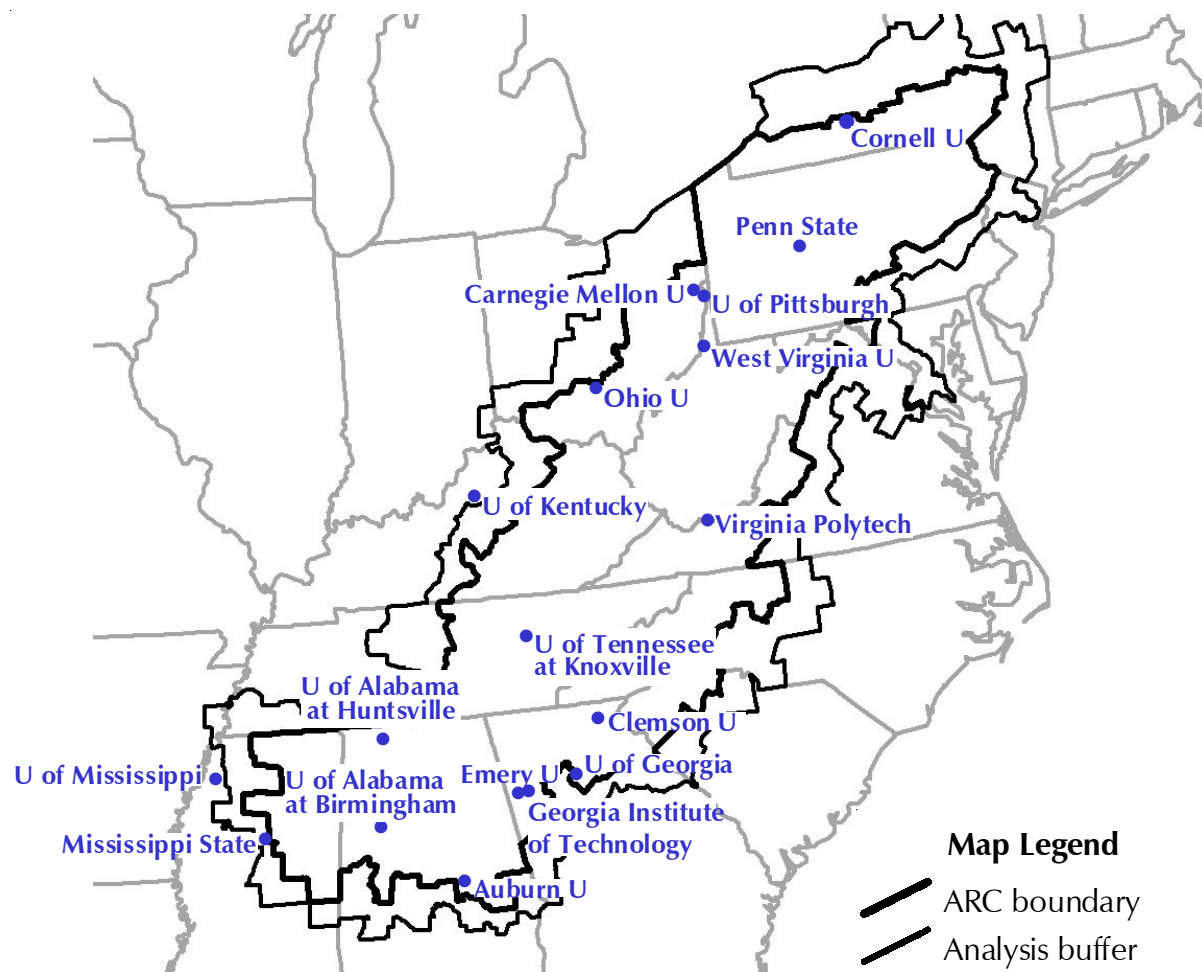 Cornell U
Penn State
Carnegie Mellon U
U of Pittsburgh
West Virginia U
Ohio U
U of Kentucky
Virginia Polytech
U of Tennessee
at Knoxville
U of Alabama
at Huntsville
Clemson U
U of Mississippi
U of Alabama
at Birmingham
Emery U
U of Georgia
Georgia Institute
of Technology
Mississippi State
Auburn U
Map Legend
ARC boundary
Analysis buffer